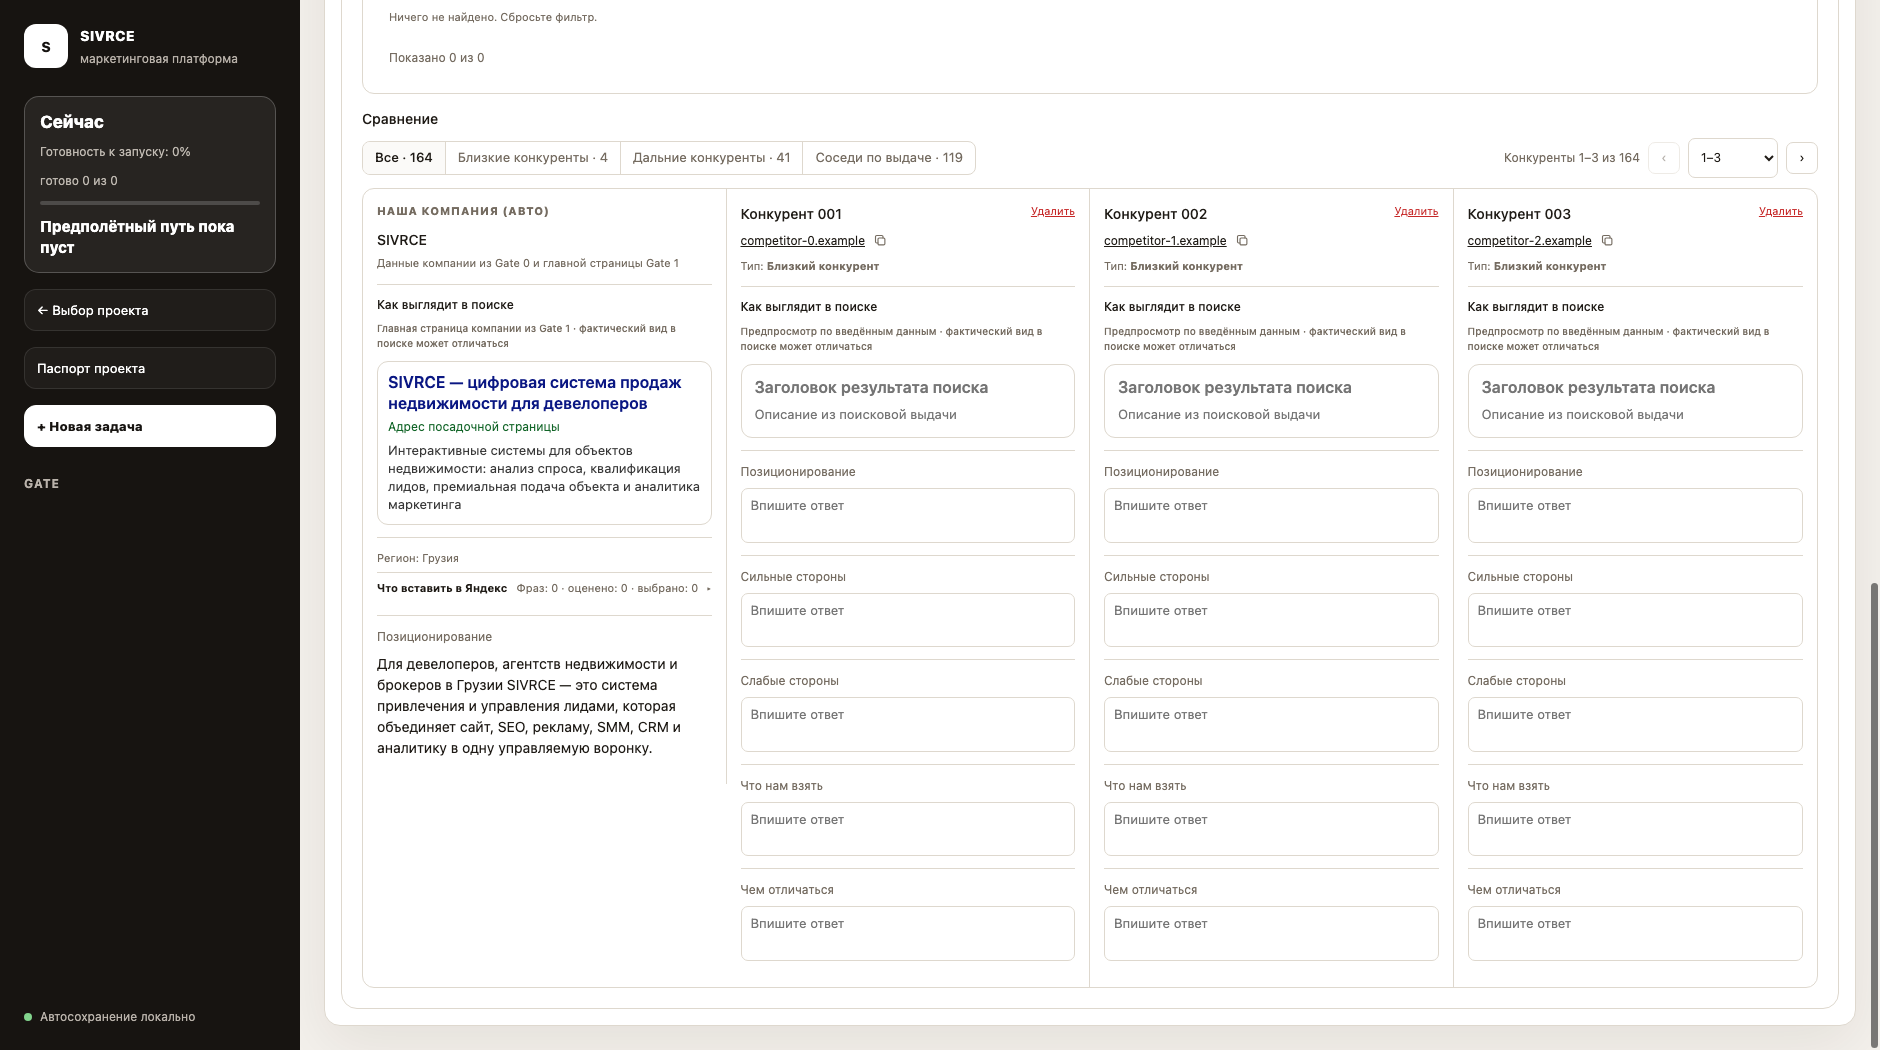 S
SIVRCE
маркетинговая платформа
Сейчас
Готовность к запуску: 0%
готово 0 из 0
Предполётный путь пока
пуст
← Выбор проекта
Паспорт проекта
+ Новая задача
GATE
Автосохранение локально
Ничего не найдено. Сбросьте фильтр.
Показано 0 из 0
Сравнение
Все · 164
Близкие конкуренты · 4
Дальние конкуренты · 41
Соседи по выдаче · 119
Конкуренты 1–3 из 164
‹
1–3
›
НАША КОМПАНИЯ (АВТО)
SIVRCE
Данные компании из Gate 0 и главной страницы Gate 1
Как выглядит в поиске
Главная страница компании из Gate 1 · фактический вид в
поиске может отличаться
SIVRCE — цифровая система продаж
недвижимости для девелоперов
Адрес посадочной страницы
Интерактивные системы для объектов
недвижимости: анализ спроса, квалификация
лидов, премиальная подача объекта и аналитика
маркетинга
Регион: Грузия
Что вставить в Яндекс Фраз: 0 · оценено: 0 · выбрано: 0
Позиционирование
Для девелоперов, агентств недвижимости и
брокеров в Грузии SIVRCE — это система
привлечения и управления лидами, которая
объединяет сайт, SEO, рекламу, SMM, CRM и
аналитику в одну управляемую воронку.
Конкурент 001
Удалить
competitor-0.example
Тип: Близкий конкурент
Как выглядит в поиске
Предпросмотр по введённым данным · фактический вид в
поиске может отличаться
Заголовок результата поиска
Описание из поисковой выдачи
Позиционирование
Впишите ответ
Сильные стороны
Впишите ответ
Слабые стороны
Впишите ответ
Что нам взять
Впишите ответ
Чем отличаться
Впишите ответ
Конкурент 002
Удалить
competitor-1.example
Тип: Близкий конкурент
Как выглядит в поиске
Предпросмотр по введённым данным · фактический вид в
поиске может отличаться
Заголовок результата поиска
Описание из поисковой выдачи
Позиционирование
Впишите ответ
Сильные стороны
Впишите ответ
Слабые стороны
Впишите ответ
Что нам взять
Впишите ответ
Чем отличаться
Впишите ответ
Конкурент 003
Удалить
competitor-2.example
Тип: Близкий конкурент
Как выглядит в поиске
Предпросмотр по введённым данным · фактический вид в
поиске может отличаться
Заголовок результата поиска
Описание из поисковой выдачи
Позиционирование
Впишите ответ
Сильные стороны
Впишите ответ
Слабые стороны
Впишите ответ
Что нам взять
Впишите ответ
Чем отличаться
Впишите ответ